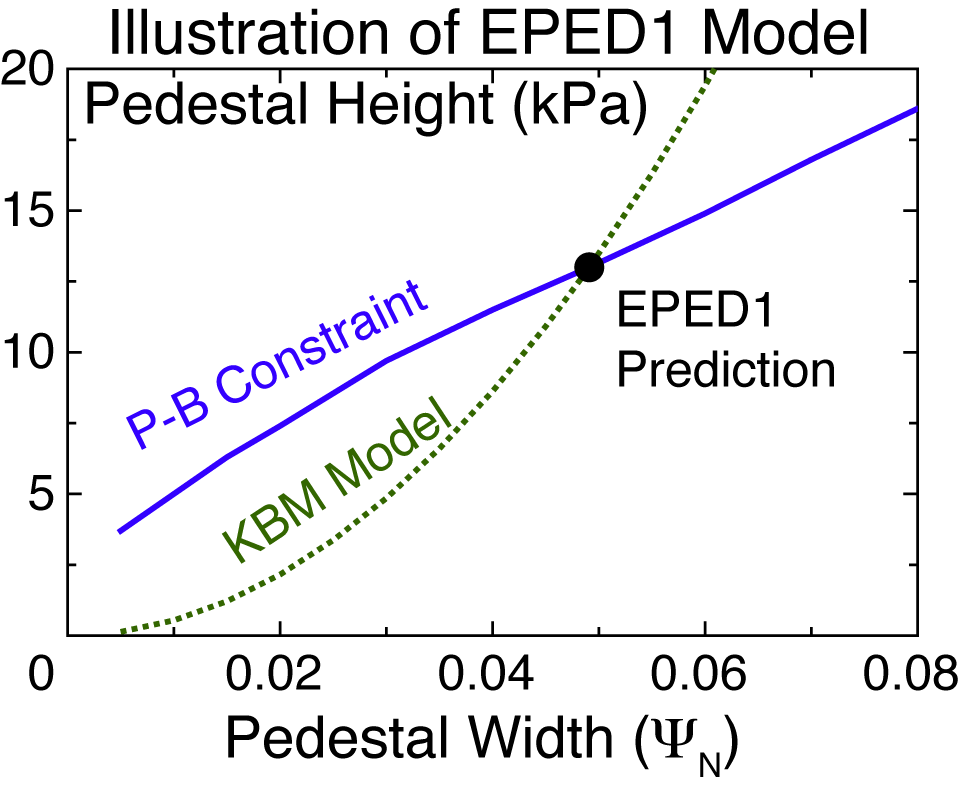 Illustration of EPED1 Model
20
Pedestal Height (kPa)
15
P-B Constraint
EPED1
Prediction
10
KBM Model
5
0
0.02
0.04
0.06
0.08
Pedestal Width (Ψ_N)